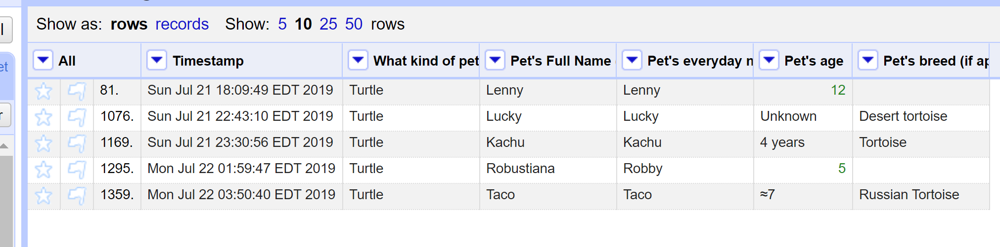 Show as: rows records Show: 5 10 25 50 rows
All Timestamp What kind of pet Pet's Full Name Pet's everyday n Pet's age Pet's breed (if ap
81. Sun Jul 21 18:09:49 EDT 2019 Turtle Lenny Lenny 12
1076. Sun Jul 21 22:43:10 EDT 2019 Turtle Lucky Lucky Unknown Desert tortoise
1169. Sun Jul 21 23:30:56 EDT 2019 Turtle Kachu Kachu 4 years Tortoise
1295. Mon Jul 22 01:59:47 EDT 2019 Turtle Robustiana Robby 5
1359. Mon Jul 22 03:50:40 EDT 2019 Turtle Taco Taco ≈7 Russian Tortoise